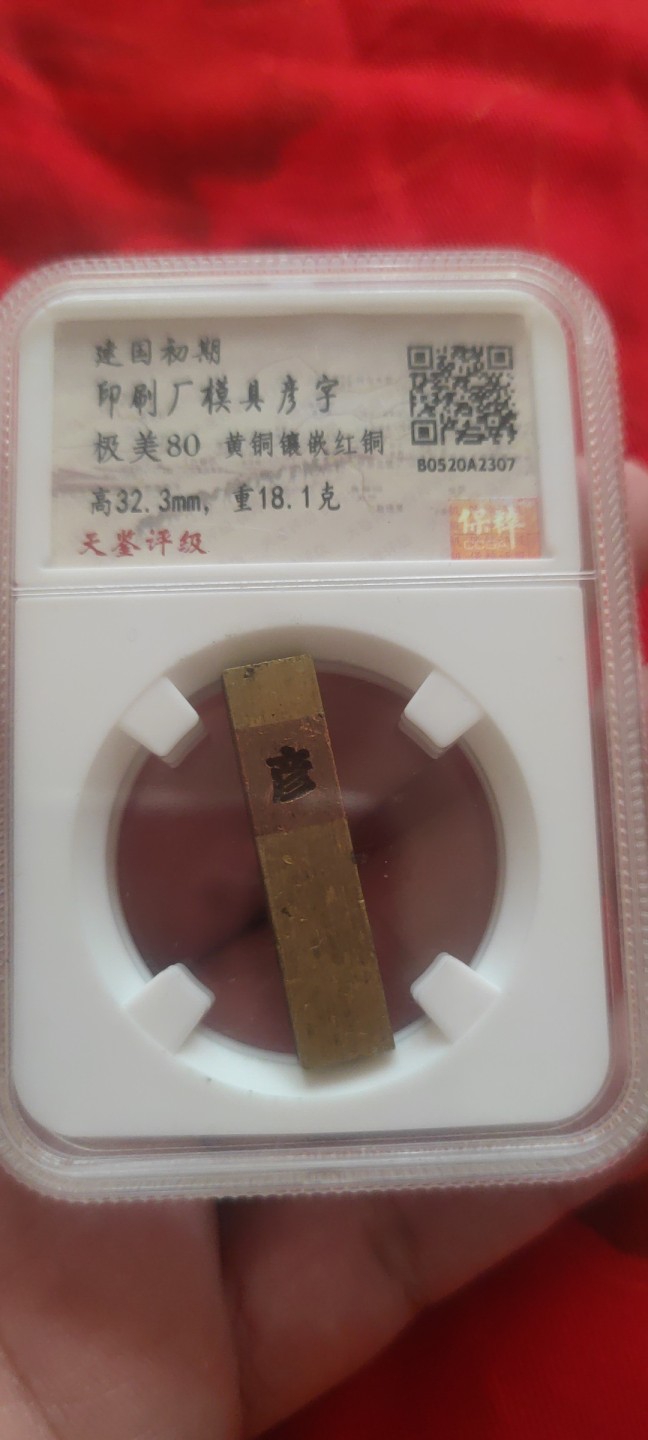 建国初期
印刷厂模具彦字
极美80 黄铜镶嵌红铜
B0520A2307
高32.3mm, 重18.1克
保粹
天鉴评级
彦